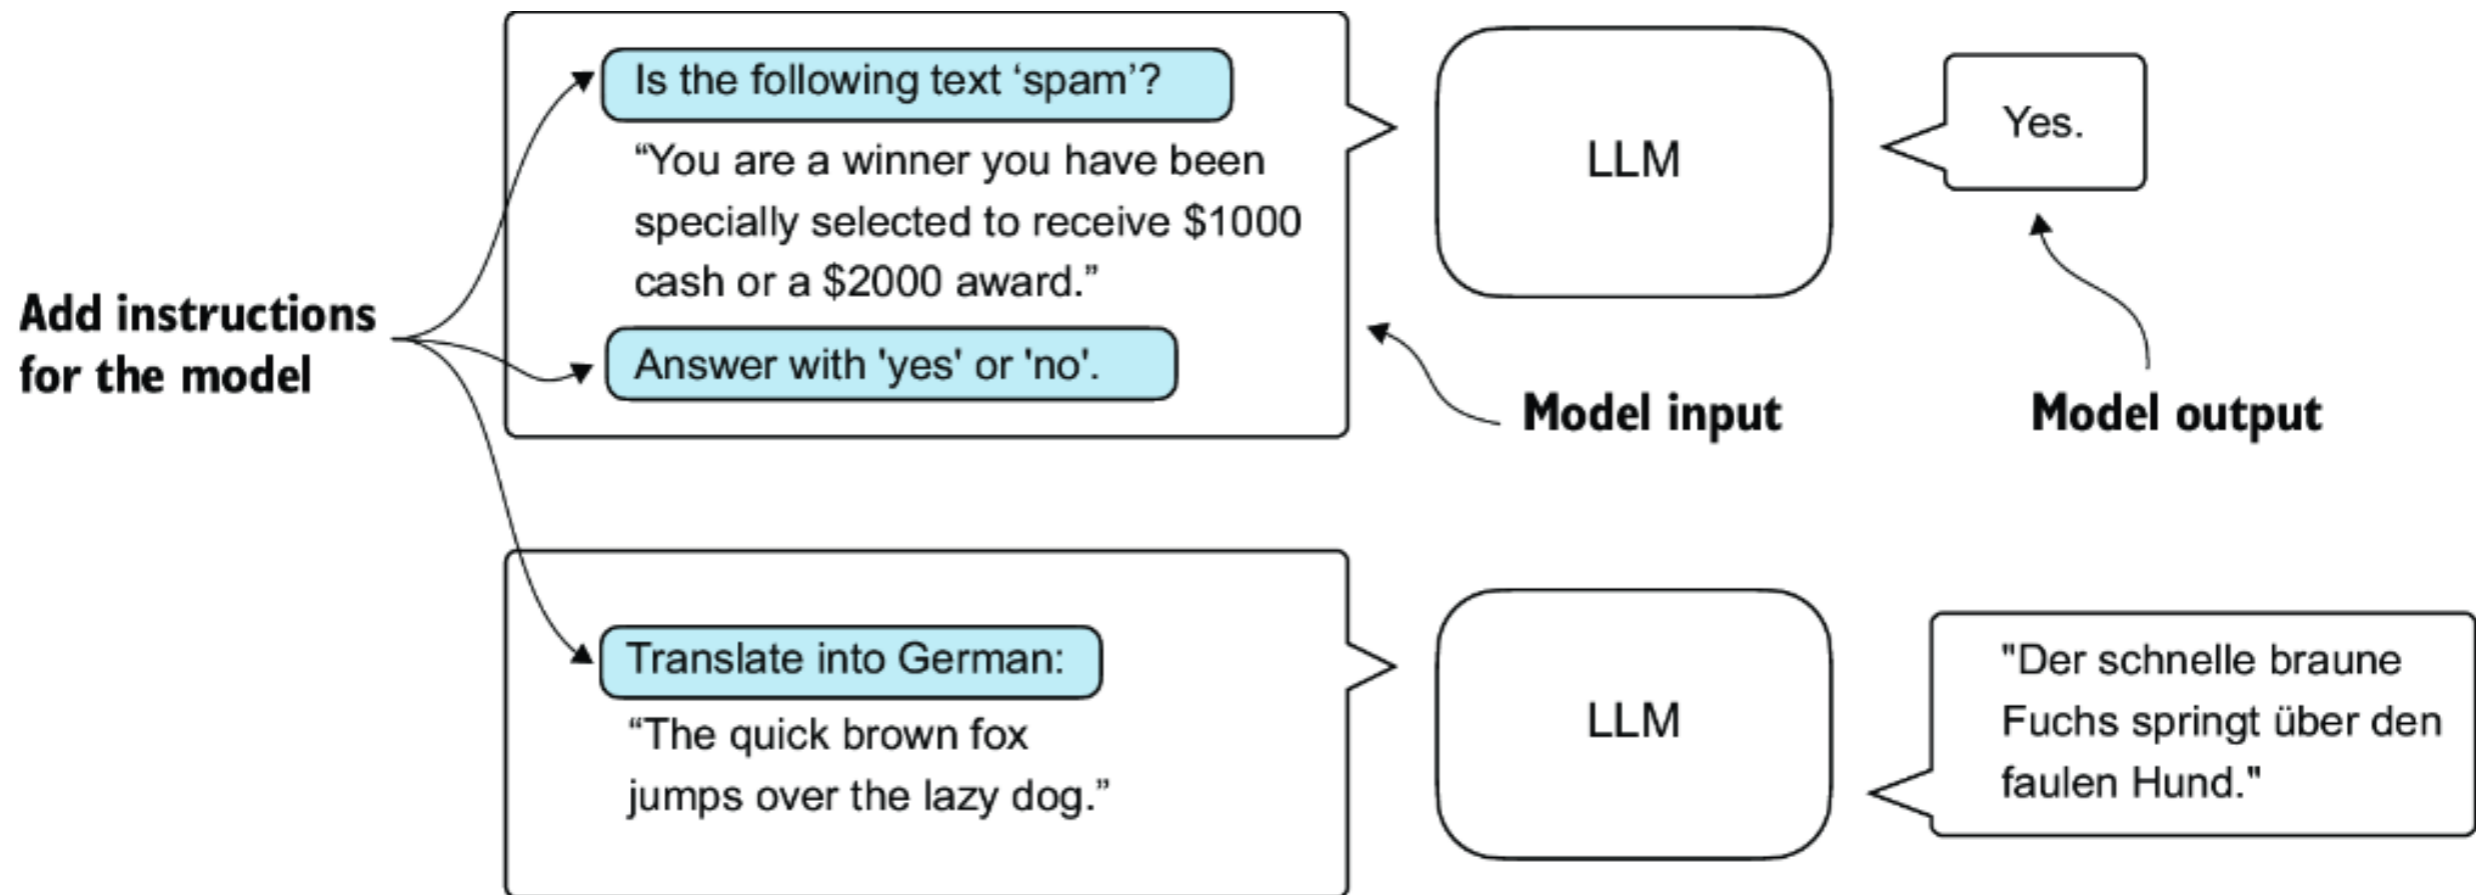 Add instructions
for the model
Is the following text ‘spam’?
“You are a winner you have been
specially selected to receive $1000
cash or a $2000 award.”
Answer with 'yes' or 'no'.
LLM
Yes.
Model input
Model output
Translate into German:
“The quick brown fox
jumps over the lazy dog.”
LLM
"Der schnelle braune
Fuchs springt über den
faulen Hund."